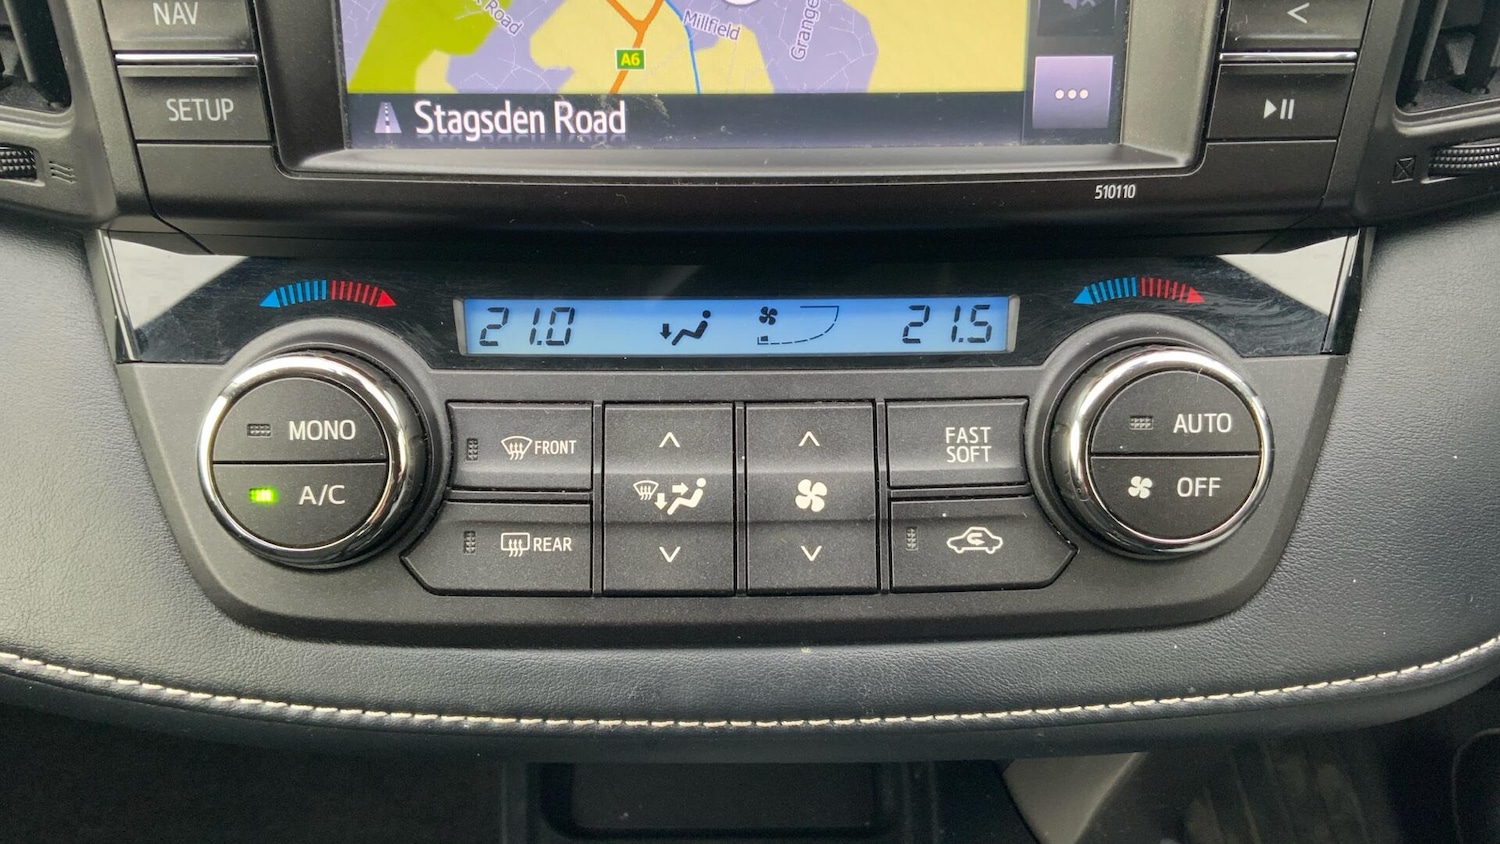 NAV
Road
Millfield
Grange
A6
SETUP
Stagsden Road
510110
21.0
21.5
MONO
A/C
FRONT
REAR
FAST
SOFT
AUTO
OFF